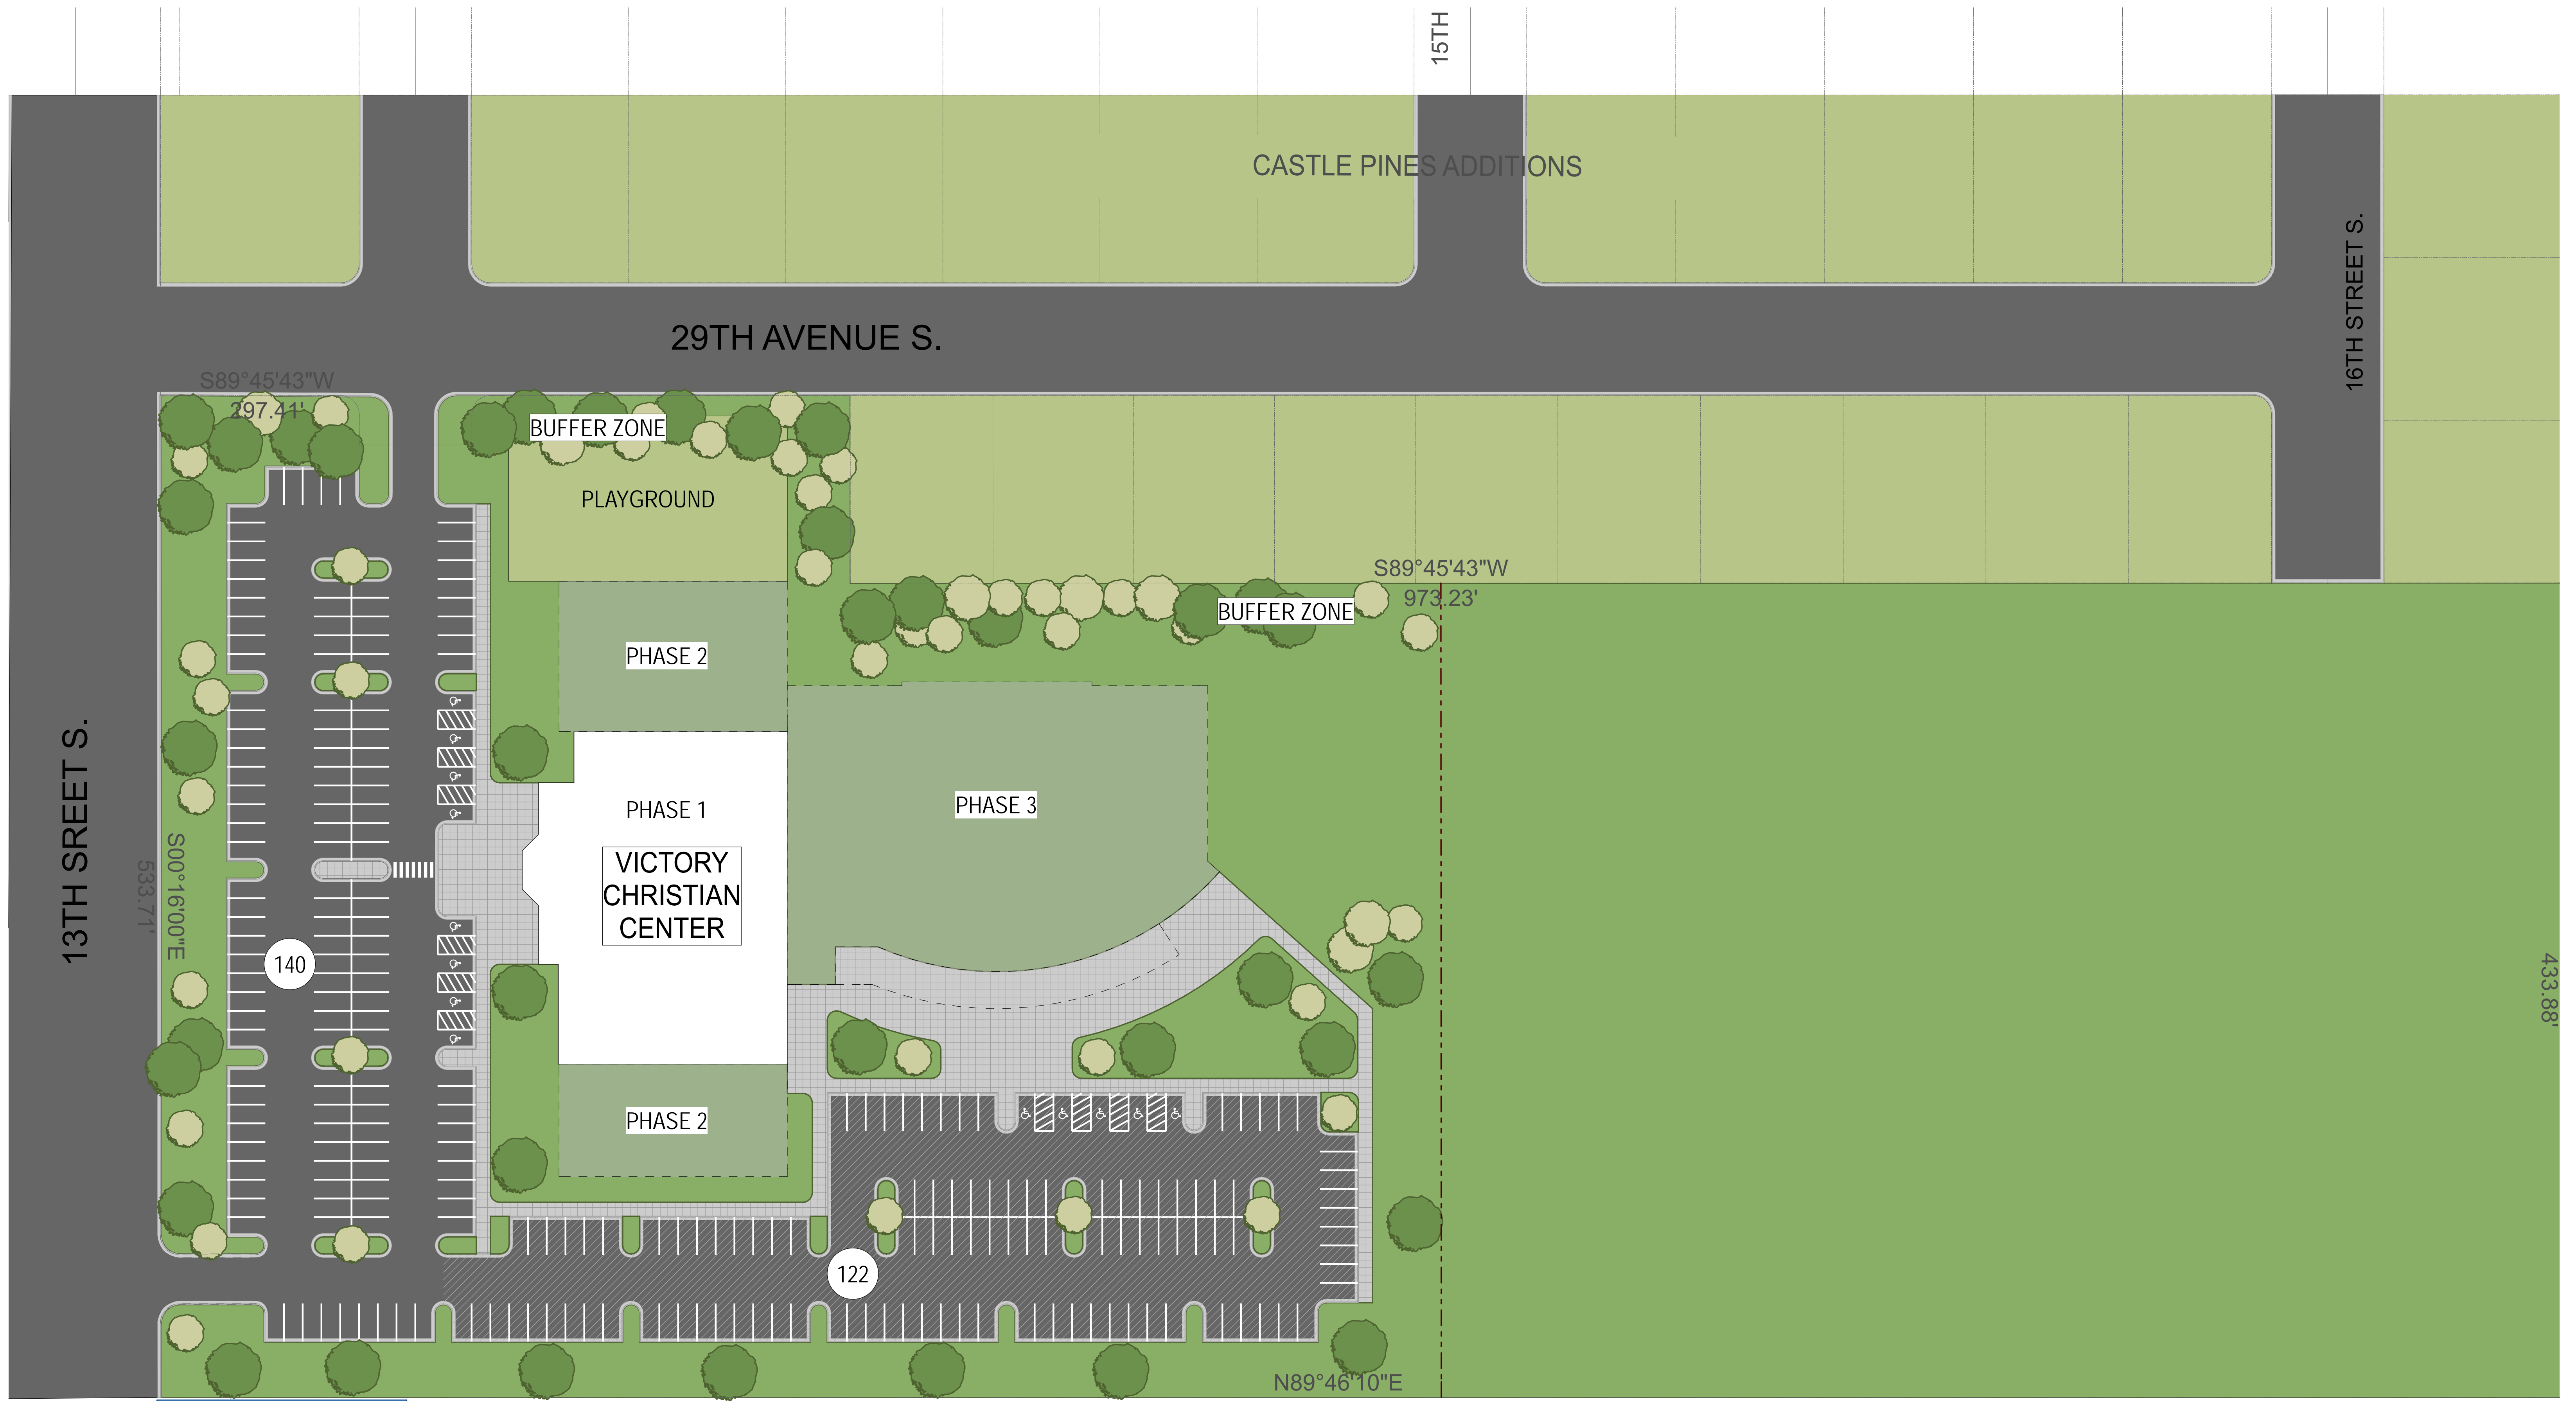 15TH
CASTLE PINES ADDITIONS
16TH STREET S.
29TH AVENUE S.
S89°45'43"W
297.41'
BUFFER ZONE
PLAYGROUND
S89°45'43"W
973.23'
BUFFER ZONE
PHASE 2
13TH SREET S.
PHASE 1
PHASE 3
VICTORY
CHRISTIAN
CENTER
S00°16'00"E
533.71'
140
433.88'
PHASE 2
122
N89°46'10"E